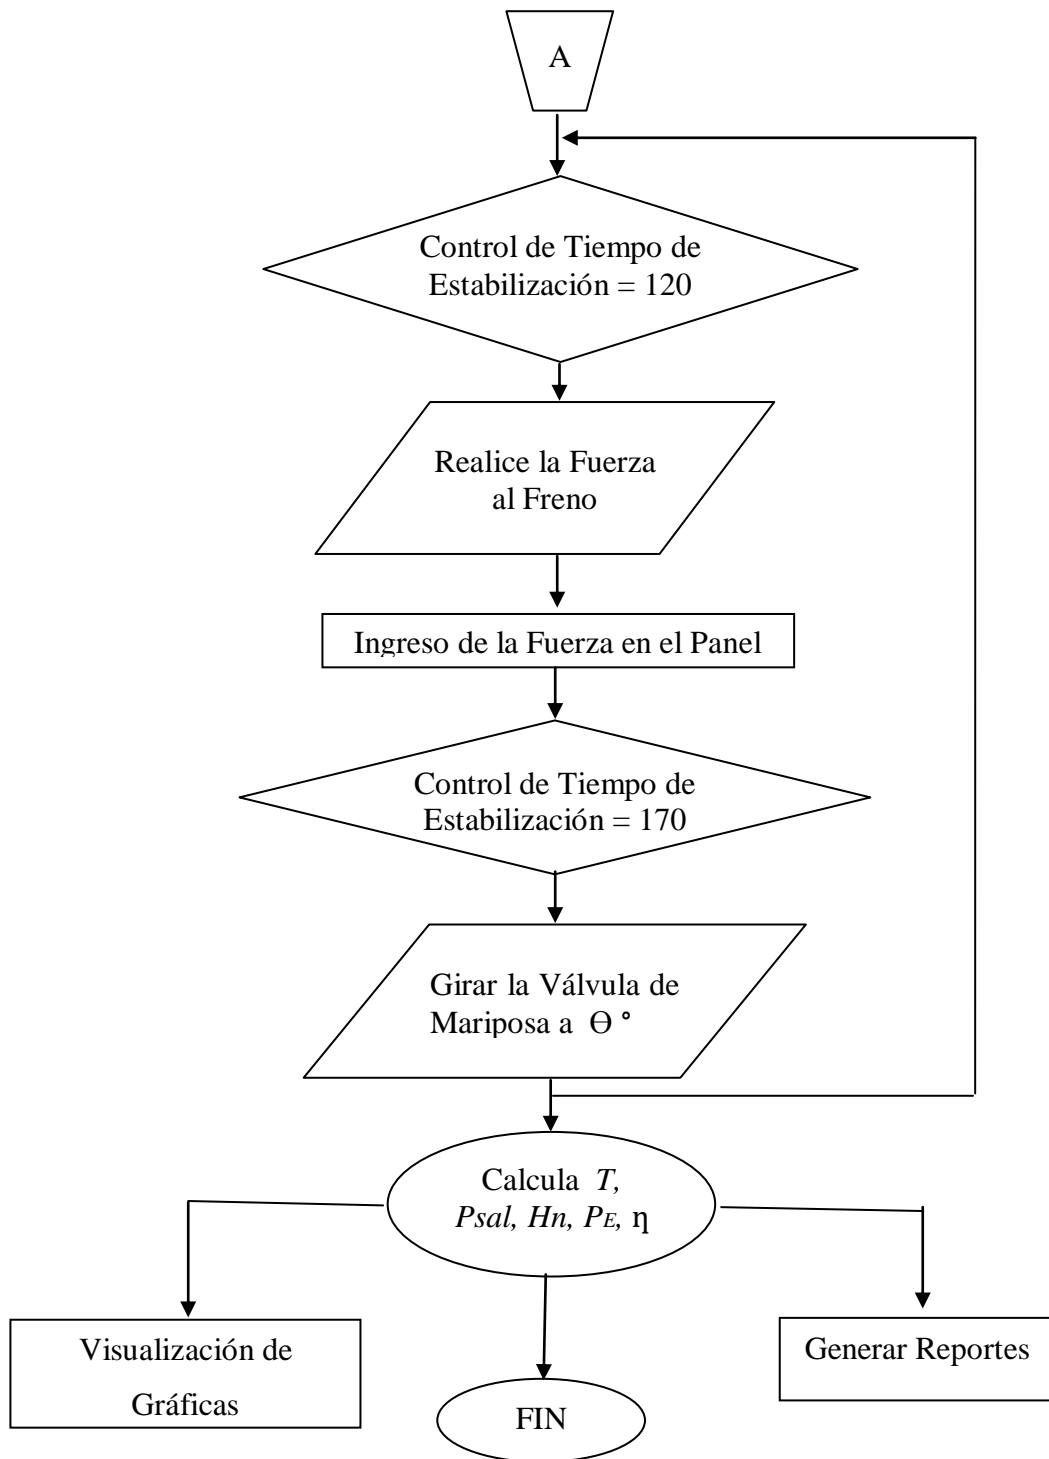 A
Control de Tiempo de
Estabilización = 120
Realice la Fuerza
al Freno
Ingreso de la Fuerza en el Panel
Control de Tiempo de
Estabilización = 170
Girar la Válvula de
Mariposa a ϴ °
Calcula T,
Psal, Hn, PE, η
Visualización de
Gráficas
Generar Reportes
FIN